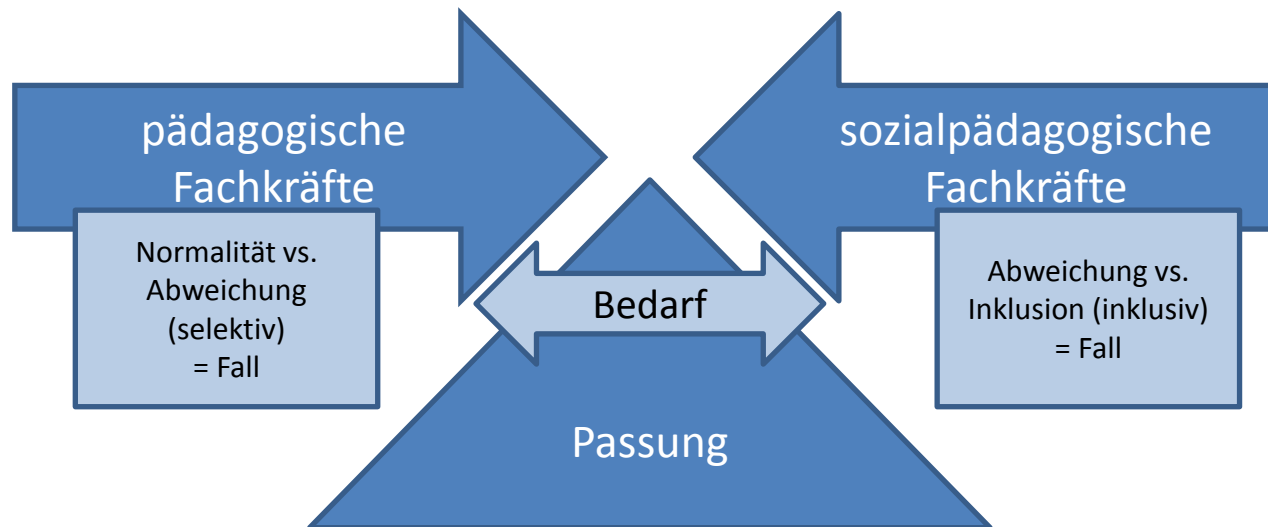 pädagogische
Fachkräfte
sozialpädagogische
Fachkräfte
Normalität vs.
Abweichung
(selektiv)
= Fall
Bedarf
Abweichung vs.
Inklusion (inklusiv)
= Fall
Passung